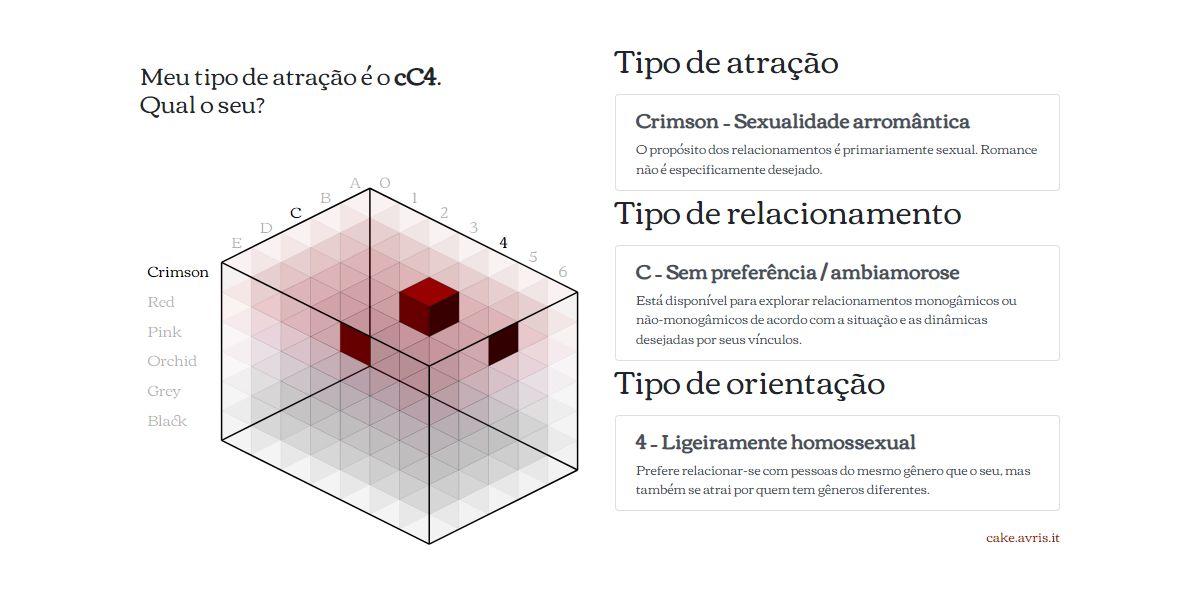 Meu tipo de atração é o cC4.
Qual o seu?
A
B
C
D
E
0
1
2
3
4
5
6
Crimson
Red
Pink
Orchid
Grey
Black
Tipo de atração
Crimson - Sexualidade arromântica
O propósito dos relacionamentos é primariamente sexual. Romance
não é especificamente desejado.
Tipo de relacionamento
C - Sem preferência / ambiamorose
Está disponível para explorar relacionamentos monogâmicos ou
não-monogâmicos de acordo com a situação e as dinâmicas
desejadas por seus vínculos.
Tipo de orientação
4 - Ligeiramente homossexual
Prefere relacionar-se com pessoas do mesmo gênero que o seu, mas
também se atrai por quem tem gêneros diferentes.
cake.avris.it